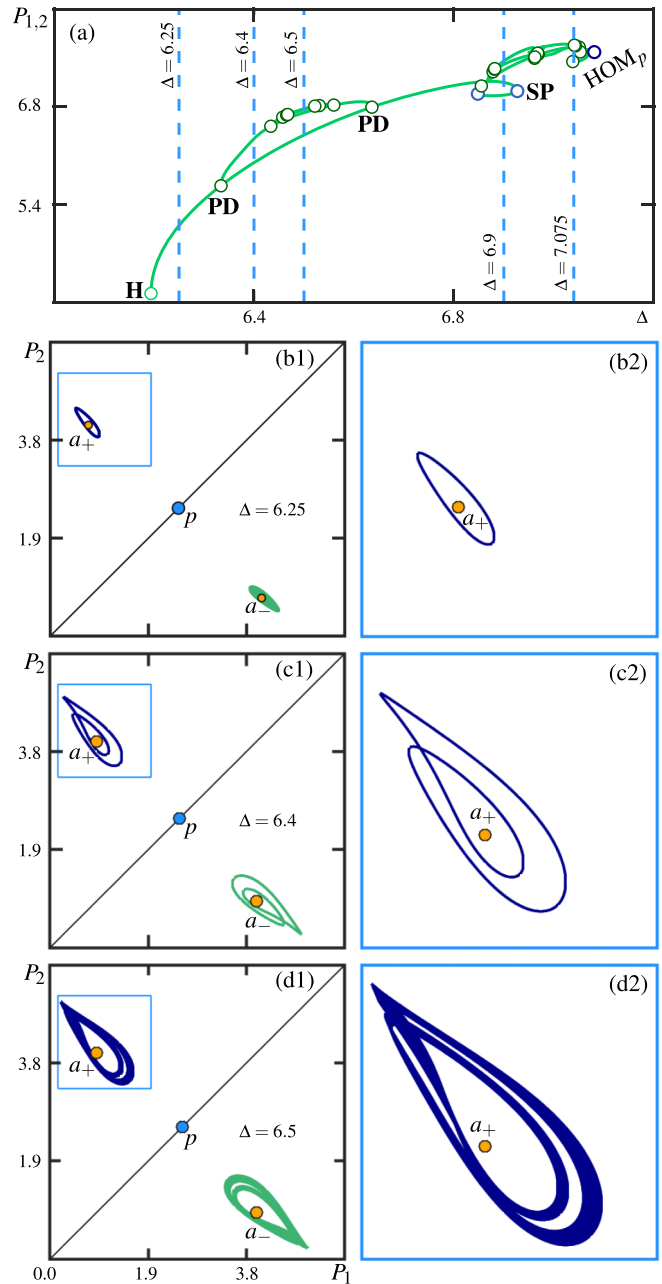 P₁,₂
(a)
Δ = 6.25
Δ = 6.4
Δ = 6.5
HOMₚ
SP
6.8
PD
PD
5.4
Δ = 6.9
Δ = 7.075
H
6.4
6.8
Δ
P₂
(b1)
(b2)
3.8
a₊
p
Δ = 6.25
a₊
1.9
a₋
P₂
(c1)
(c2)
3.8
a₊
a₊
p
Δ = 6.4
1.9
a₋
P₂
(d1)
(d2)
3.8
a₊
a₊
p
Δ = 6.5
1.9
a₋
0.0
1.9
3.8
P₁